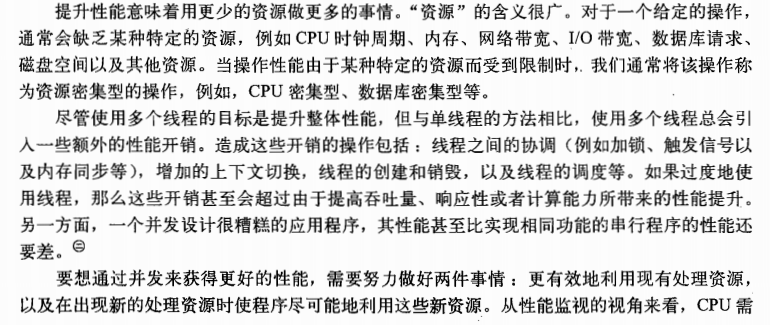 提升性能意味着用更少的资源做更多的事情。“资源”的含义很广。对于一个给定的操作,
通常会缺乏某种特定的资源,例如 CPU 时钟周期、内存、网络带宽、I/O 带宽、数据库请求、
磁盘空间以及其他资源。当操作性能由于某种特定的资源而受到限制时,我们通常将该操作称
为资源密集型的操作,例如,CPU 密集型、数据库密集型等。
尽管使用多个线程的目标是提升整体性能,但与单线程的方法相比,使用多个线程总会引
入一些额外的性能开销。造成这些开销的操作包括:线程之间的协调(例如加锁、触发信号以
及内存同步等),增加的上下文切换,线程的创建和销毁,以及线程的调度等。如果过度地使
用线程,那么这些开销甚至会超过由于提高吞吐量、响应性或者计算能力所带来的性能提升。
另一方面,一个并发设计很糟糕的应用程序,其性能甚至比实现相同功能的串行程序的性能还
要差。㊁
要想通过并发来获得更好的性能,需要努力做好两件事情:更有效地利用现有处理资源,
以及在出现新的处理资源时使程序尽可能地利用这些新资源。从性能监视的视角来看,CPU 需